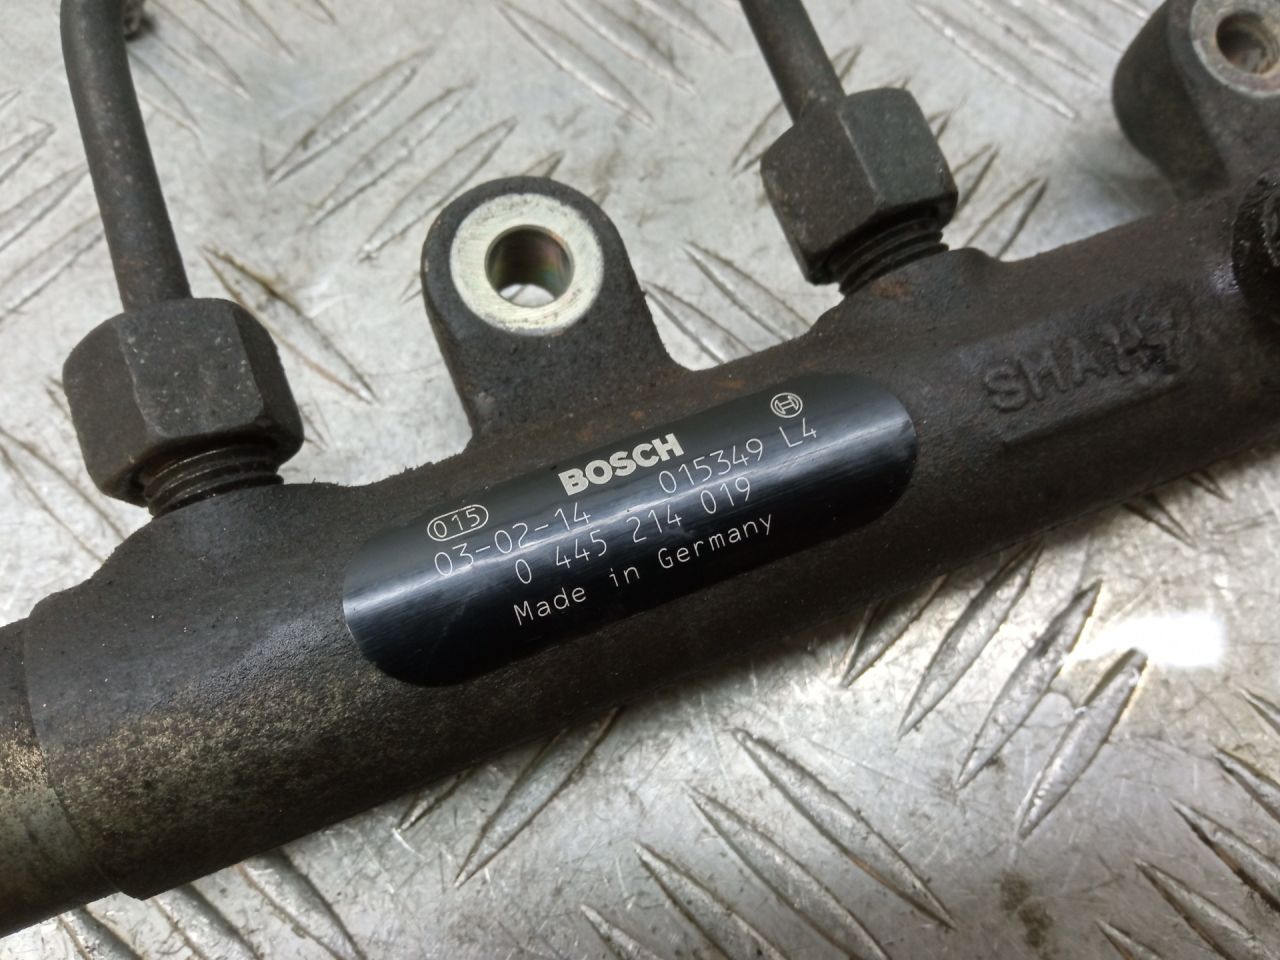 BOSCH
015
03-02-14 015349 L4
0 445 214 019
Made in Germany